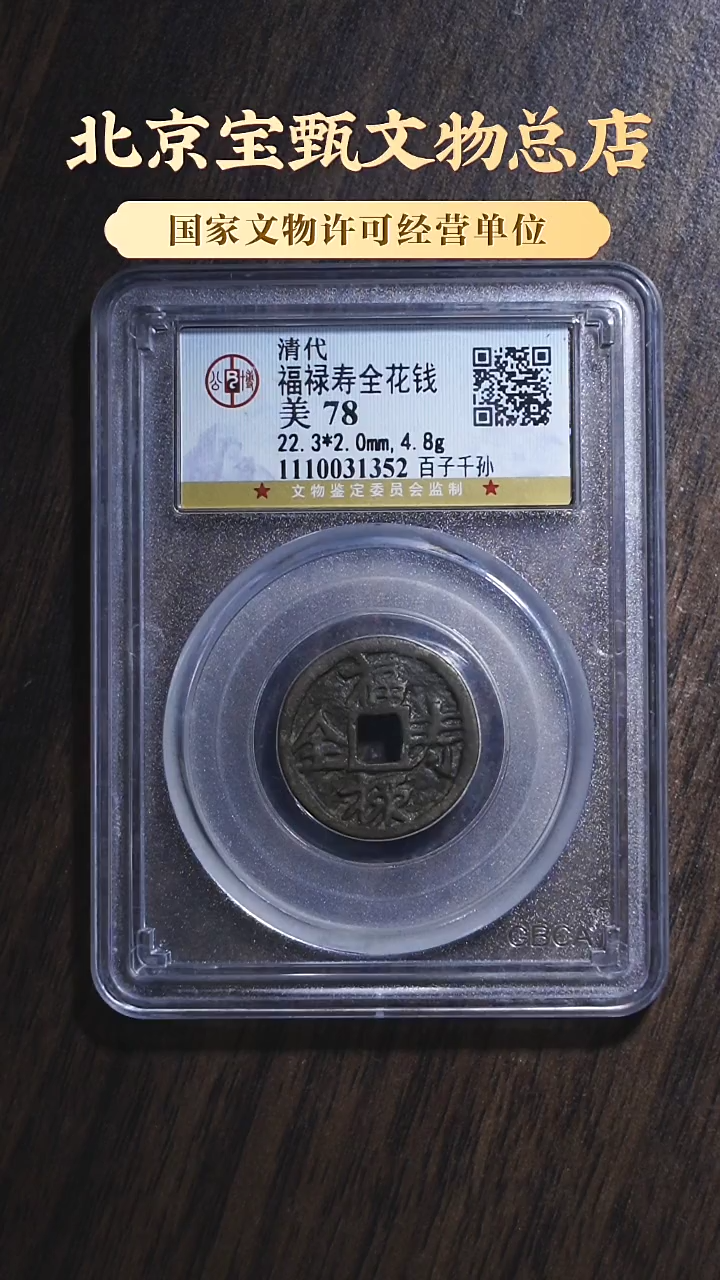 北京宝甄文物总店
国家文物许可经营单位
清代
福禄寿全花钱
美 78
22.3*2.0mm,4.8g
1110031352 百子千孙
文物鉴定委员会监制
公博
福
全 寿
禄
GBCA